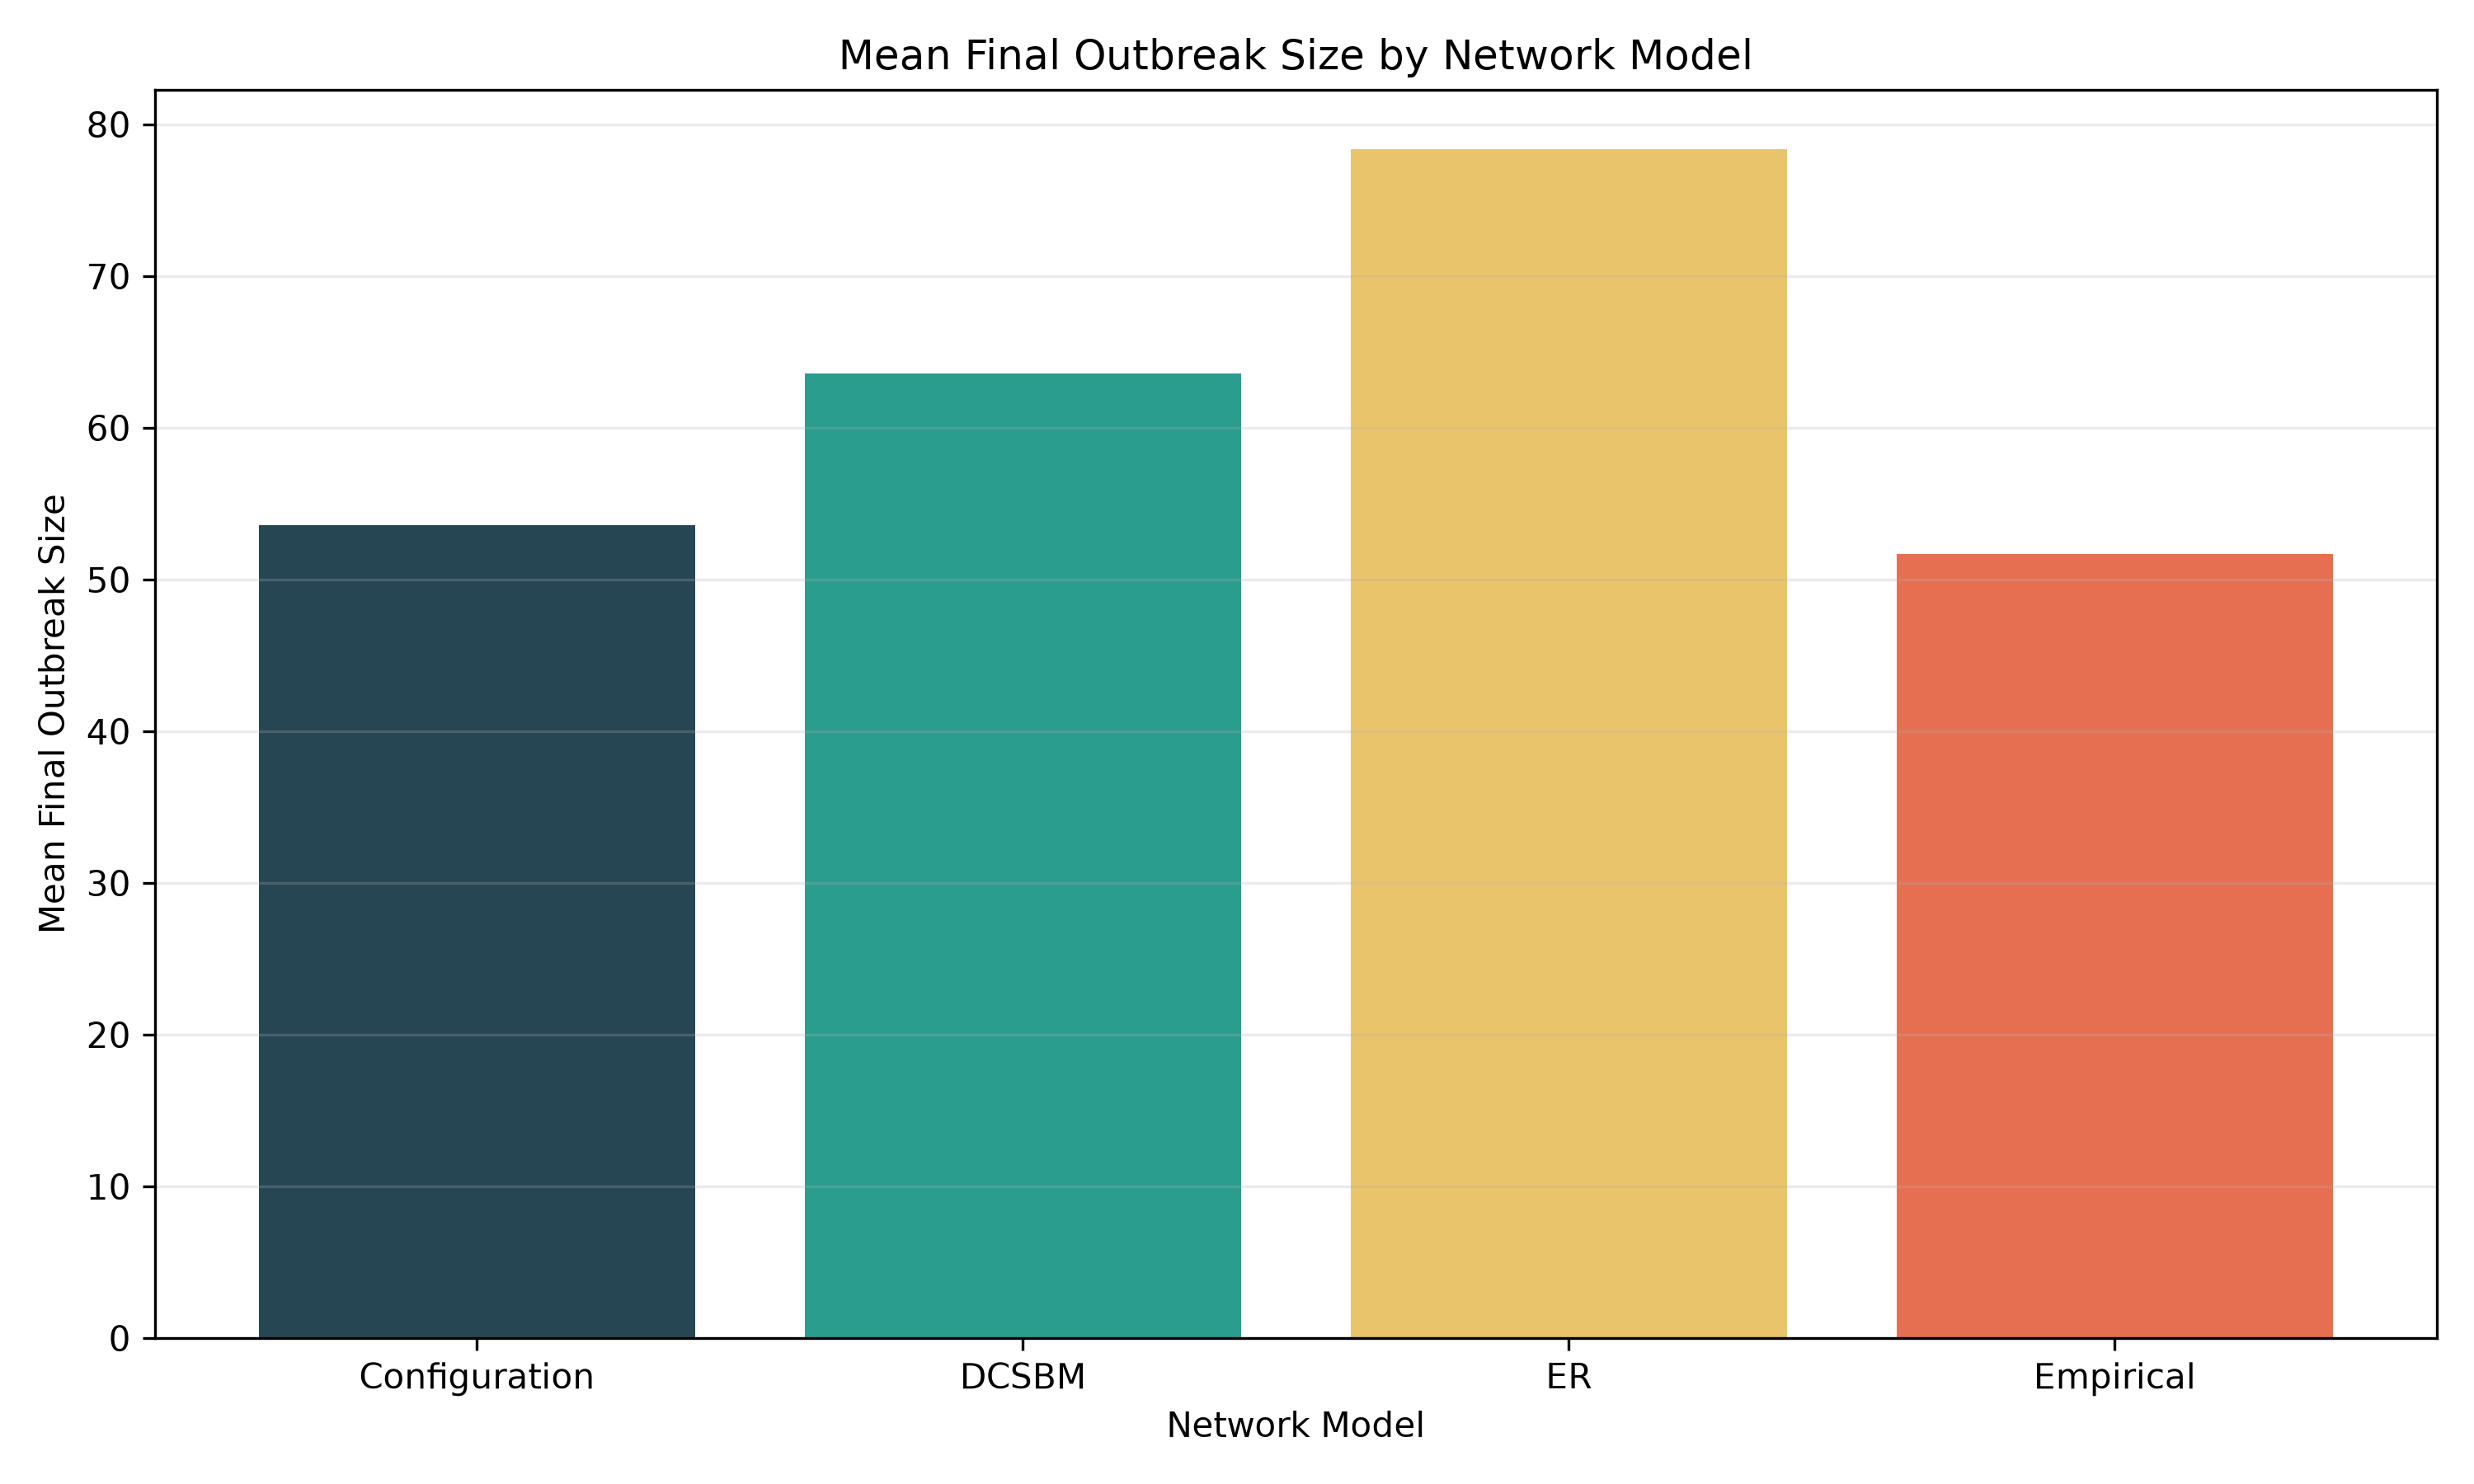 Mean Final Outbreak Size by Network Model
Mean Final Outbreak Size
80
70
60
50
40
30
20
10
0
Configuration
DCSBM
ER
Empirical
Network Model